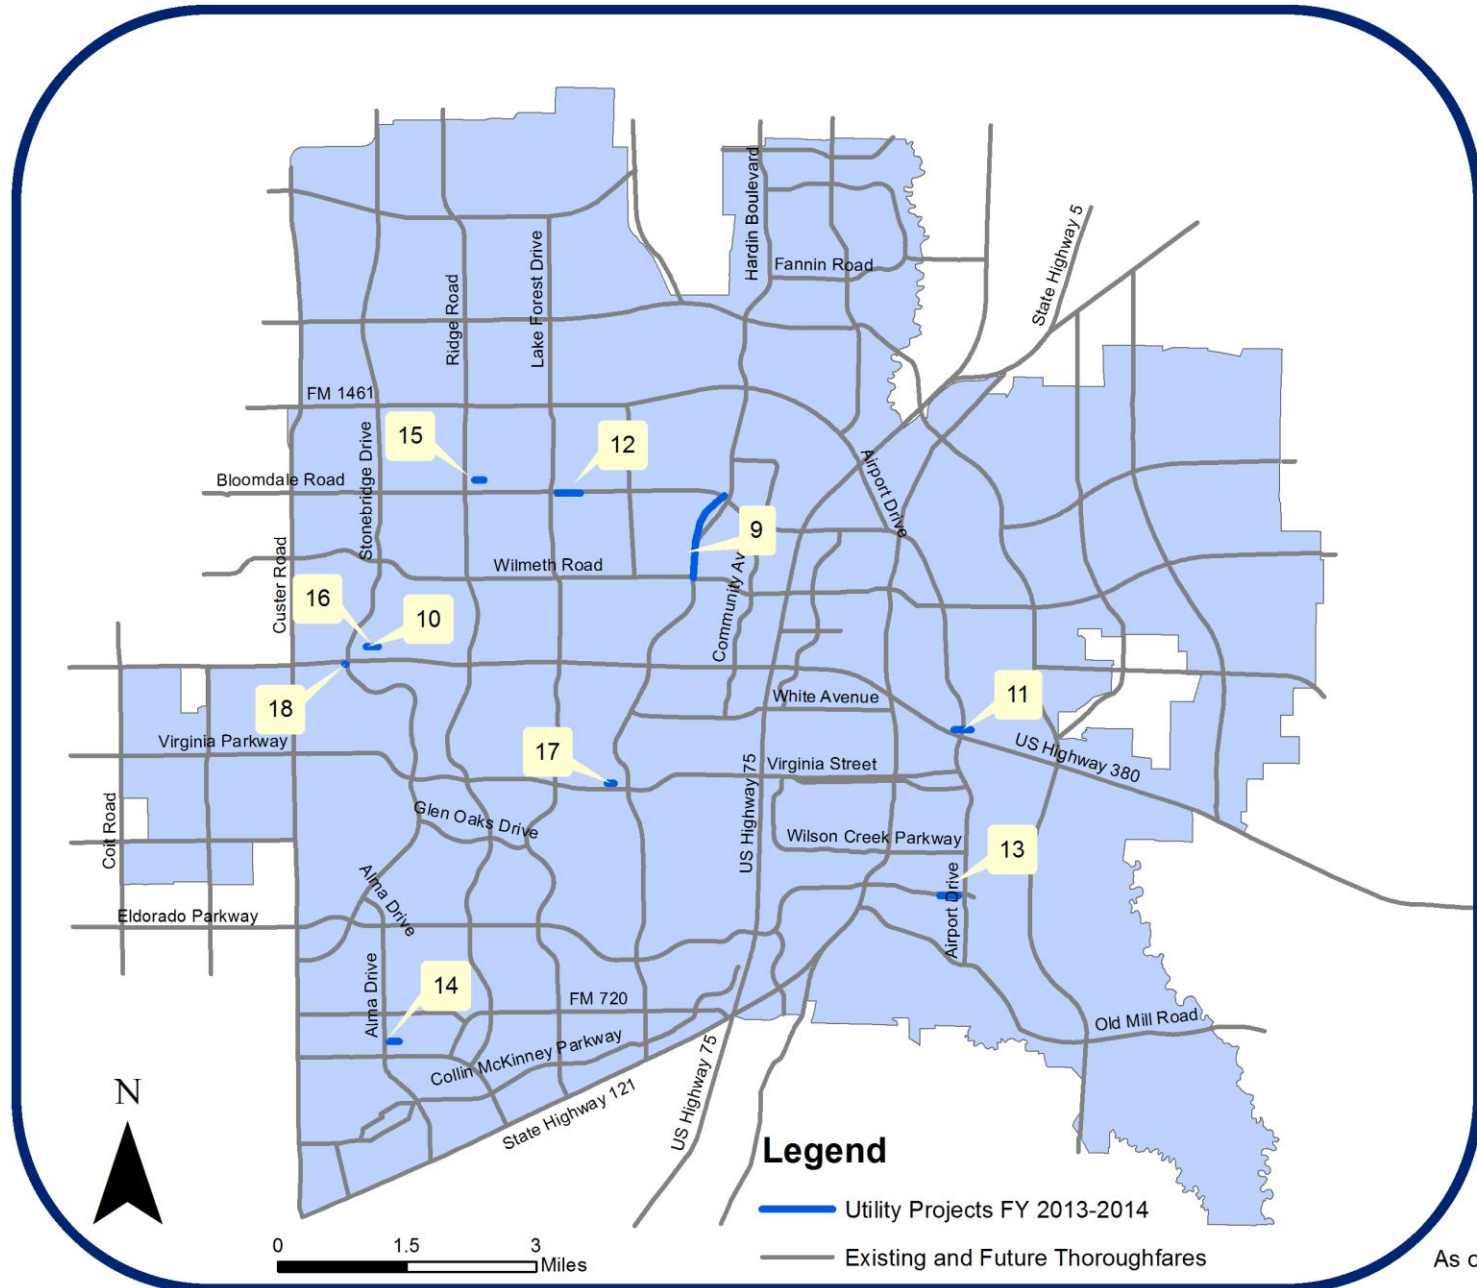 Hardin Boulevard
State Highway 5
Fannin Road
Lake Forest Drive
Ridge Road
FM 1461
Stonebridge Drive
15
12
Airport Drive
Bloomdale Road
9
Wilmeth Road
Custer Road
Community Av
16
10
White Avenue
11
18
Virginia Parkway
17
US Highway 380
Virginia Street
US Highway 75
Coit Road
Glen Oaks Drive
Wilson Creek Parkway
13
Alma Drive
Airport Drive
Eldorado Parkway
Alma Drive
14
FM 720
Old Mill Road
Collin McKinney Parkway
US Highway 75
State Highway 121
N
Legend
Utility Projects FY 2013-2014
0 1.5 3
Miles
Existing and Future Thoroughfares
As o